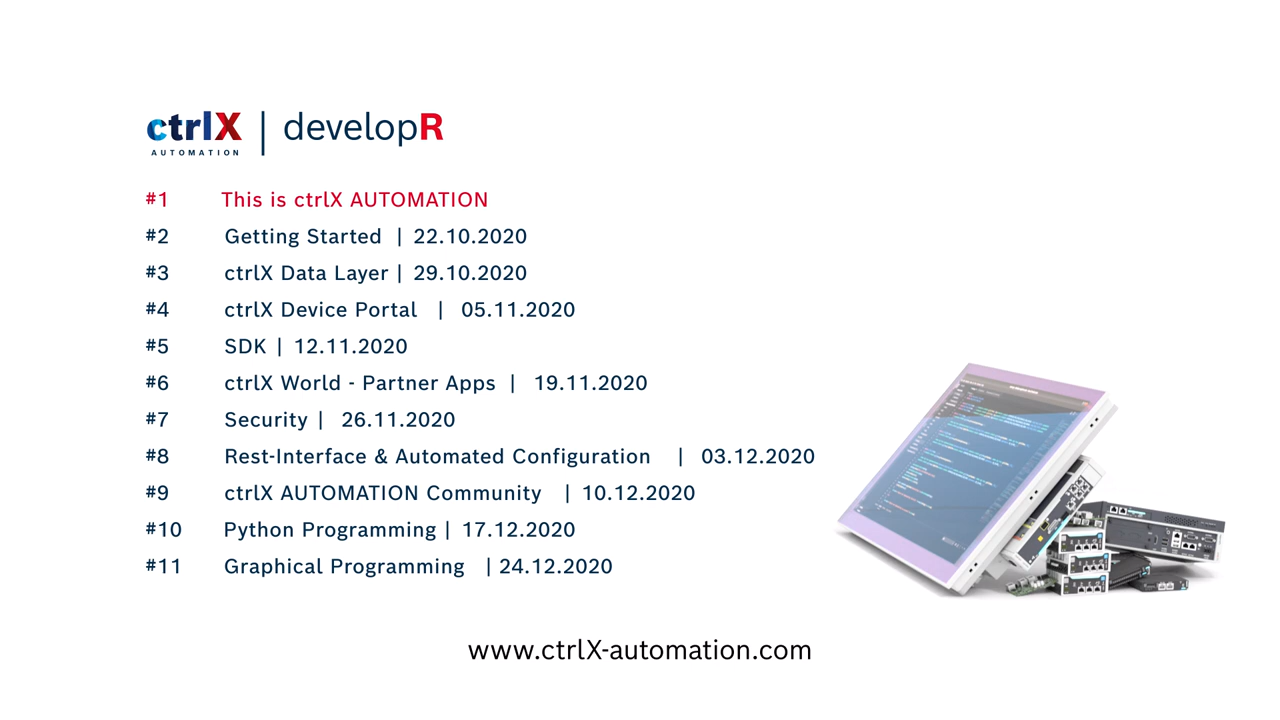 ctrlX | developR
AUTOMATION
#1 This is ctrlX AUTOMATION
#2 Getting Started | 22.10.2020
#3 ctrlX Data Layer | 29.10.2020
#4 ctrlX Device Portal | 05.11.2020
#5 SDK | 12.11.2020
#6 ctrlX World - Partner Apps | 19.11.2020
#7 Security | 26.11.2020
#8 Rest-Interface & Automated Configuration | 03.12.2020
#9 ctrlX AUTOMATION Community | 10.12.2020
#10 Python Programming | 17.12.2020
#11 Graphical Programming | 24.12.2020
www.ctrlX-automation.com